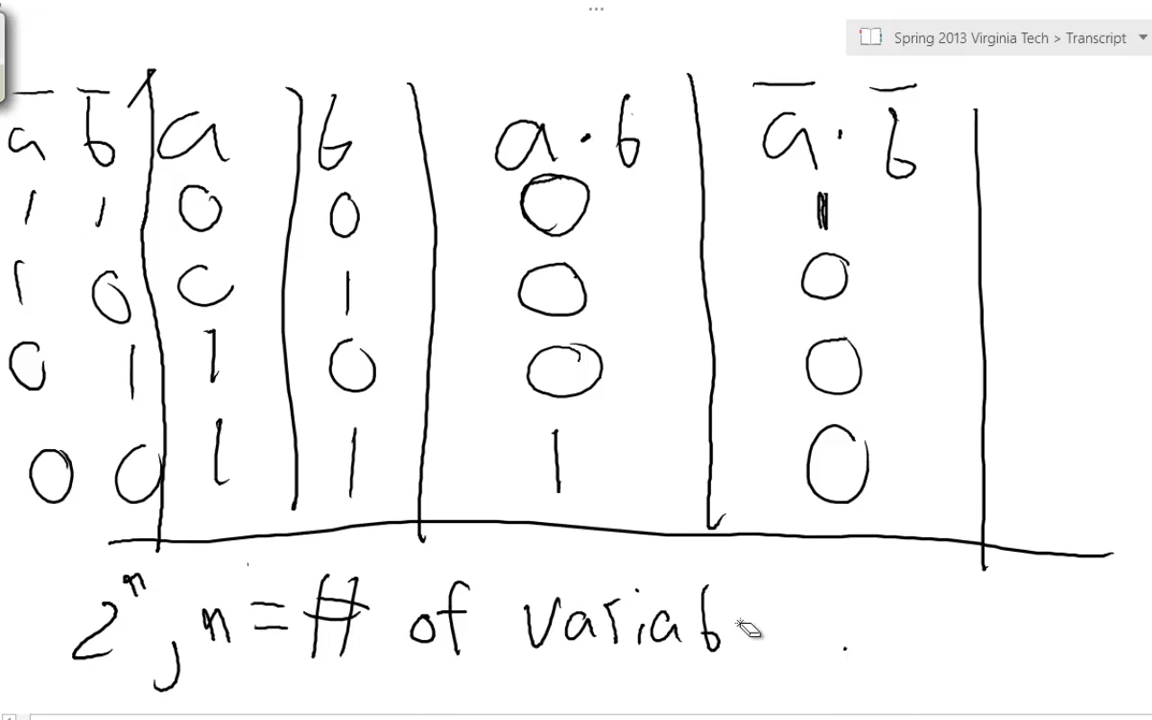 Spring 2013 Virginia Tech > Transcript
a̅ b̅ a b a · b a̅ · b̅
1 1 0 0 0 1
1 0 0 1 0 0
0 1 1 0 0 0
0 0 1 1 1 0
2ⁿ, n = # of variab